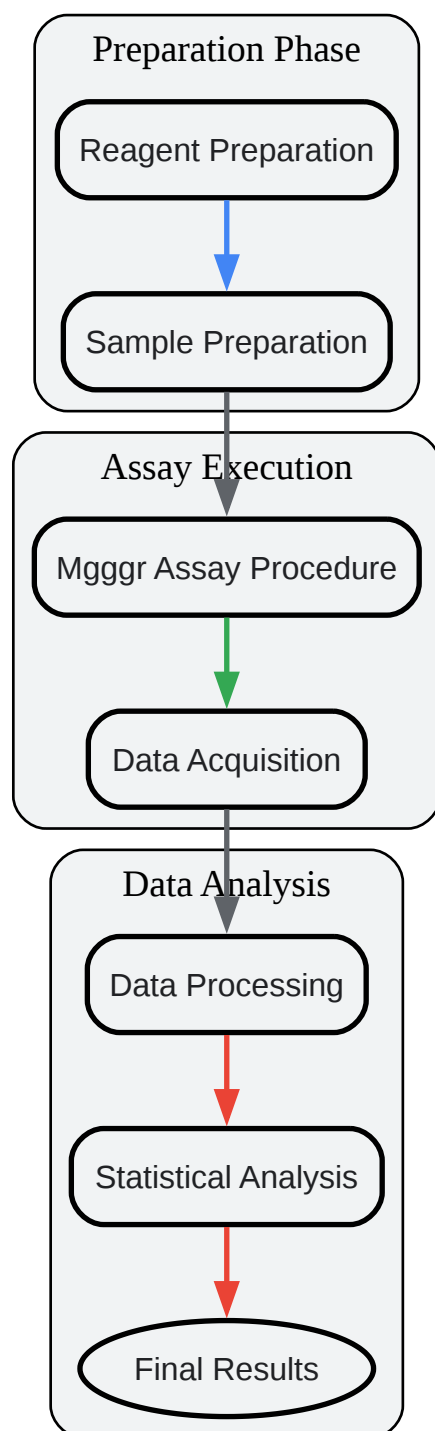 Preparation Phase
Reagent Preparation
Sample Preparation
Assay Execution
Mgggr Assay Procedure
Data Acquisition
Data Analysis
Data Processing
Statistical Analysis
Final Results